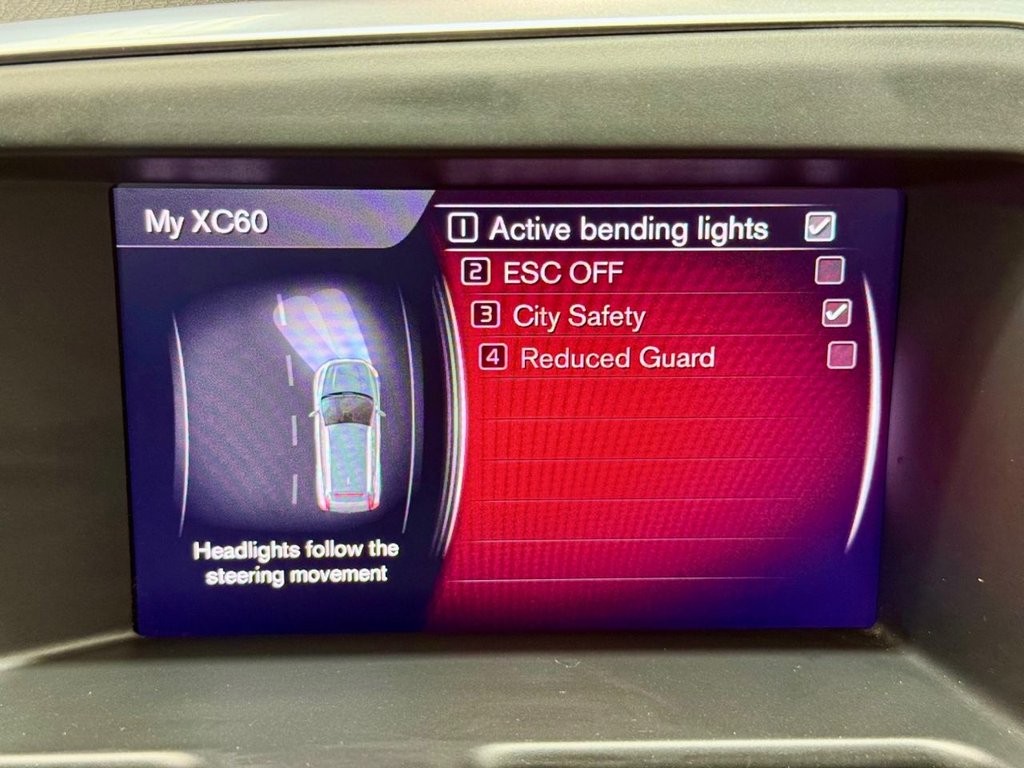 My XC60
1 Active bending lights
2 ESC OFF
3 City Safety
4 Reduced Guard
Headlights follow the
steering movement